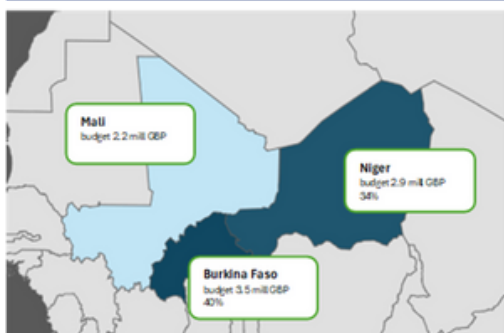 Mali
budget 2.2 mill GBP
Niger
budget 2.9 mill GBP
34%
Burkina Faso
budget 3.5 mill GBP
40%